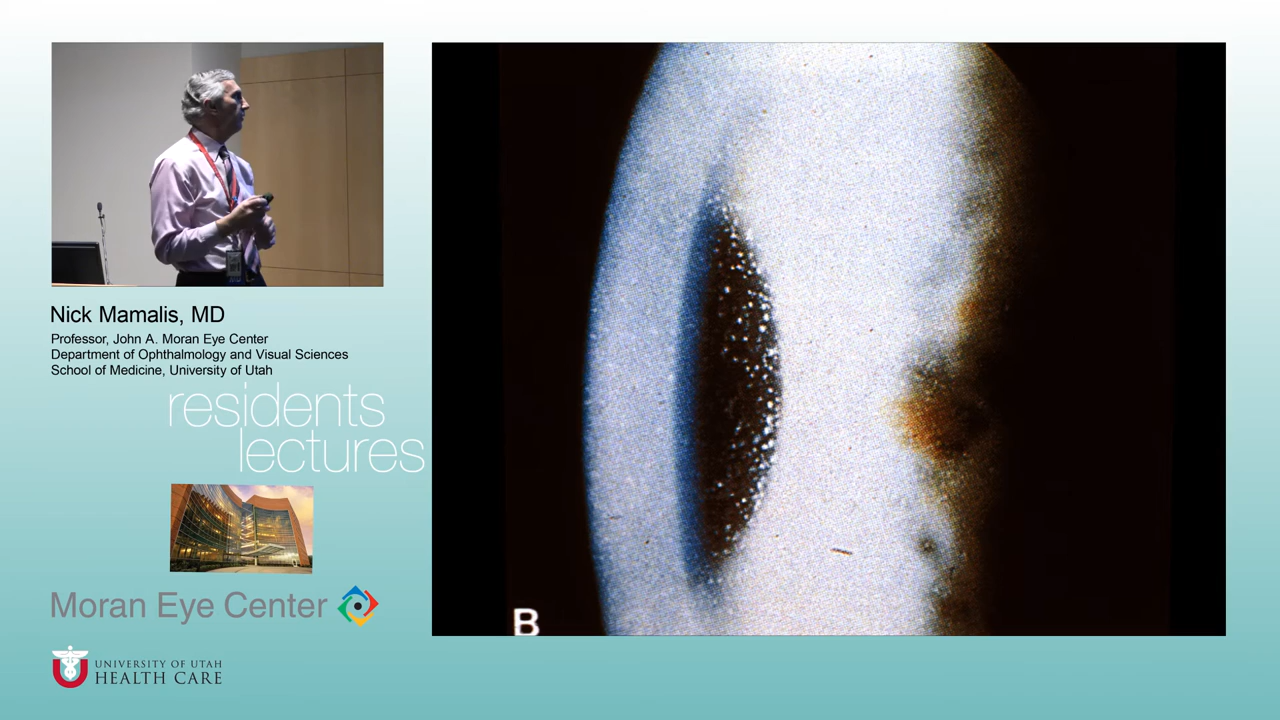 Nick Mamalis, MD
Professor, John A. Moran Eye Center
Department of Ophthalmology and Visual Sciences
School of Medicine, University of Utah
residents
lectures
Moran Eye Center
UNIVERSITY OF UTAH
HEALTH CARE
B